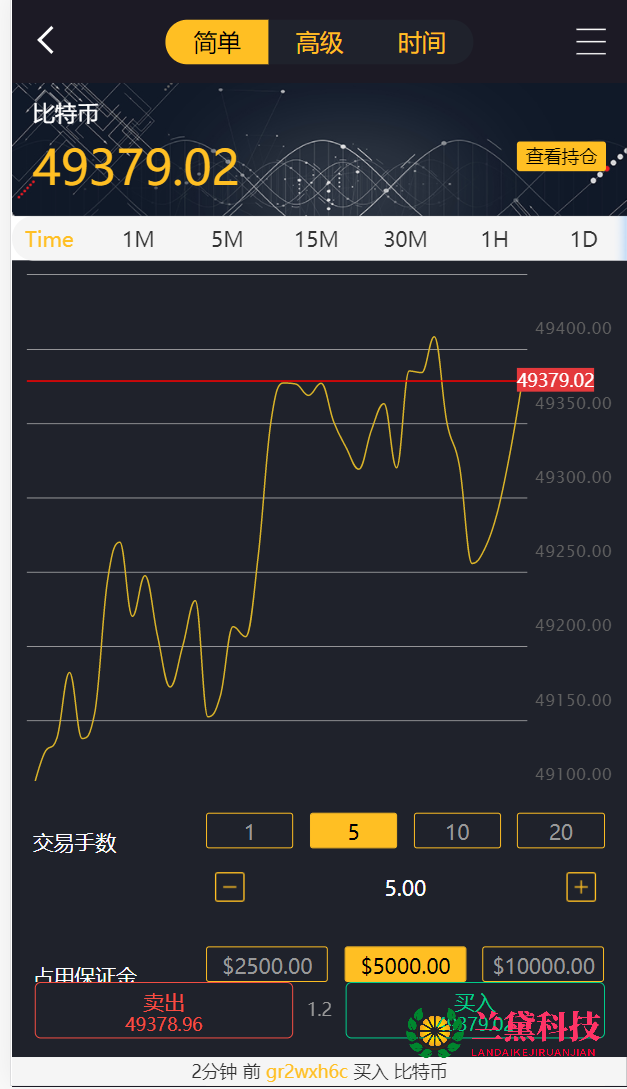 简单 高级 时间
比特币
49379.02
查看持仓
Time 1M 5M 15M 30M 1H 1D
49400.00
49379.02
49350.00
49300.00
49250.00
49200.00
49150.00
49100.00
交易手数 1 5 10 20
5.00
占用保证金 $2500.00 $5000.00 $10000.00
卖出 1.2 买入
49378.96 49379.02
兰黛科技
LANDAIKEJIRUANJIAN
2分钟 前 gr2wxh6c 买入 比特币